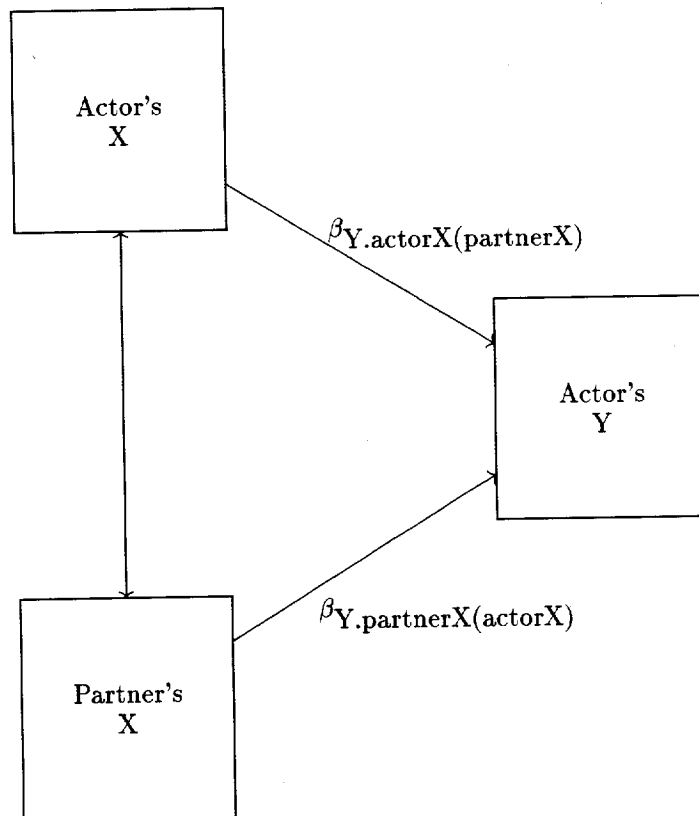 Actor's
X
βY.actorX(partnerX)
Actor's
Y
βY.partnerX(actorX)
Partner's
X